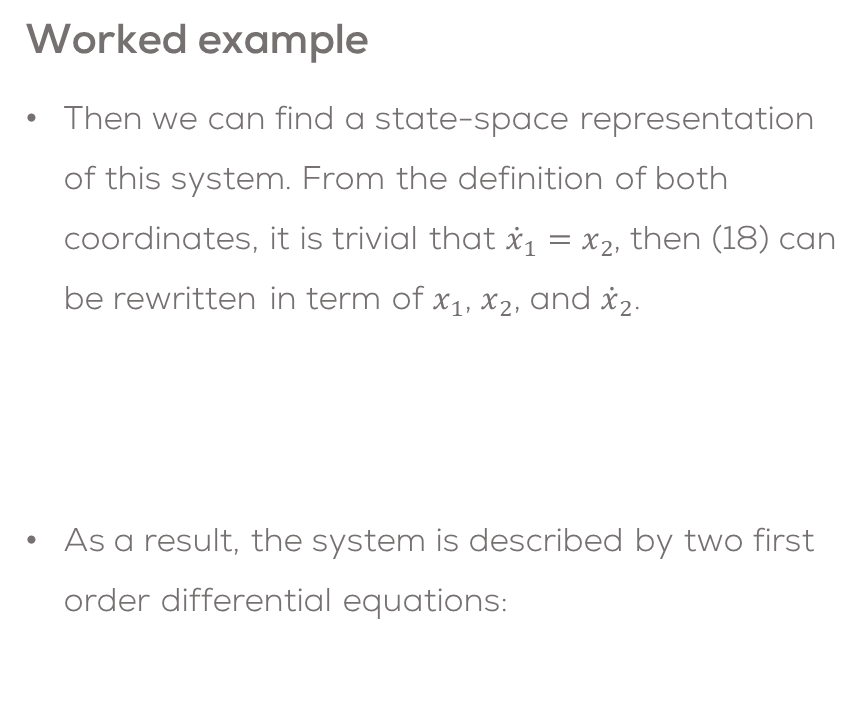 Worked example
• Then we can find a state-space representation
of this system. From the definition of both
coordinates, it is trivial that ẋ₁ = x₂, then (18) can
be rewritten in term of x₁, x₂, and ẋ₂.
• As a result, the system is described by two first
order differential equations: